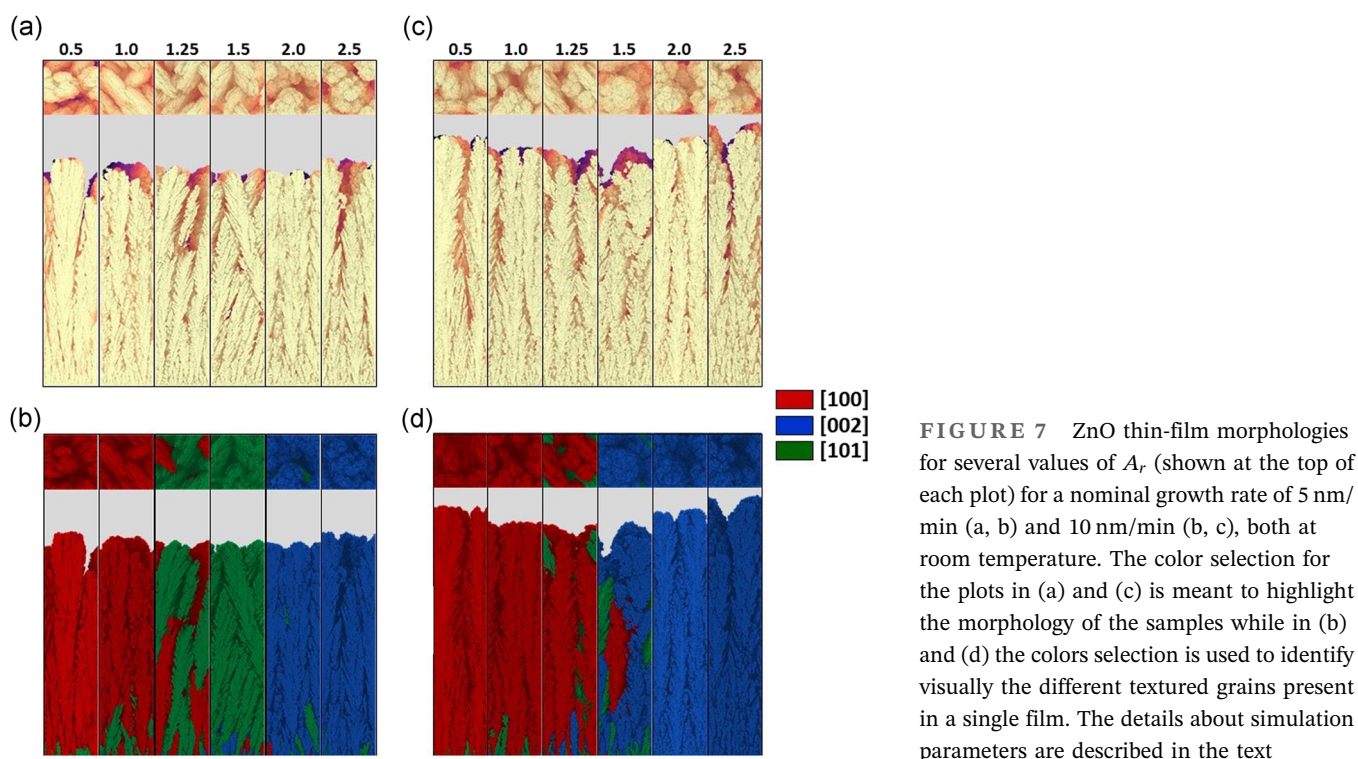 (a)
0.5 1.0 1.25 1.5 2.0 2.5
(c)
0.5 1.0 1.25 1.5 2.0 2.5
(b)
(d)
[100]
[002]
[101]
FIGURE 7 ZnO thin-film morphologies
for several values of Ar (shown at the top of
each plot) for a nominal growth rate of 5 nm/
min (a, b) and 10 nm/min (b, c), both at
room temperature. The color selection for
the plots in (a) and (c) is meant to highlight
the morphology of the samples while in (b)
and (d) the colors selection is used to identify
visually the different textured grains present
in a single film. The details about simulation
parameters are described in the text